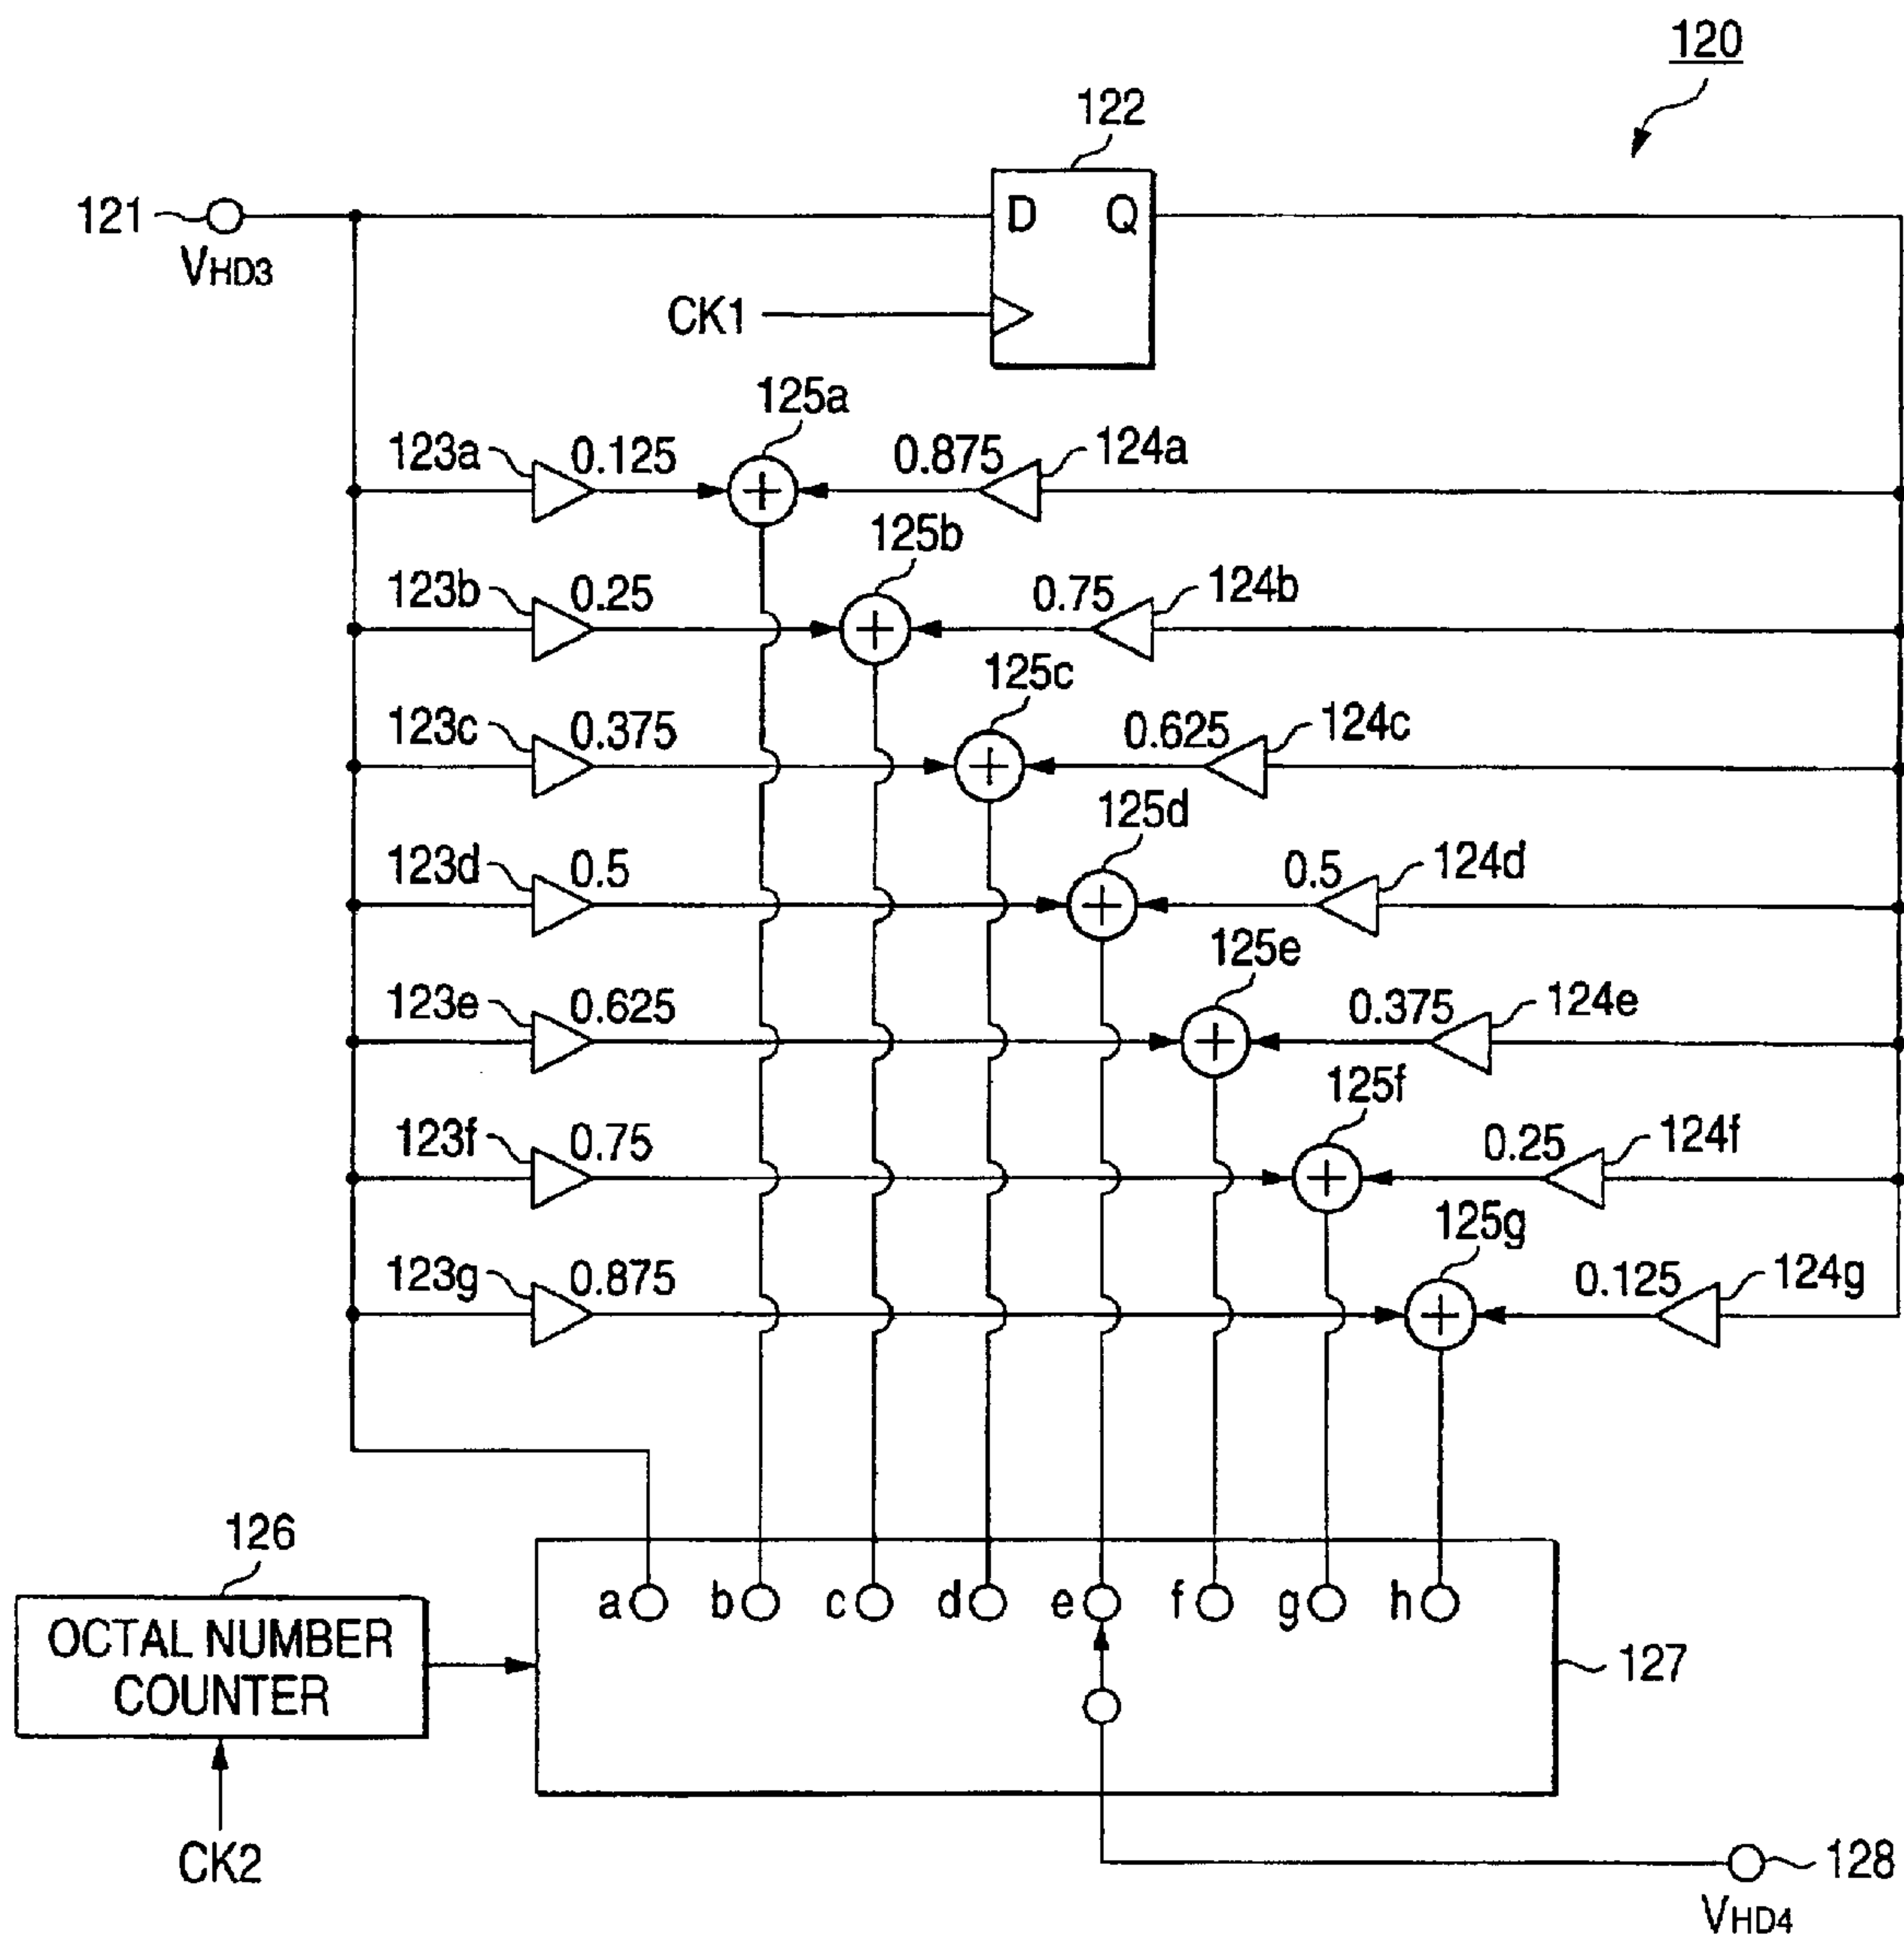 120
122
121
D Q
VHD3
CK1
125a
123a 0.125 0.875 124a
125b
123b 0.25 0.75 124b
125c
123c 0.375 0.625 124c
125d
123d 0.5 0.5 124d
125e
123e 0.625 0.375 124e
125f
123f 0.75 0.25 124f
125g
123g 0.875 0.125 124g
126
a b c d e f g h
OCTAL NUMBER
COUNTER
127
CK2
128
VHD4